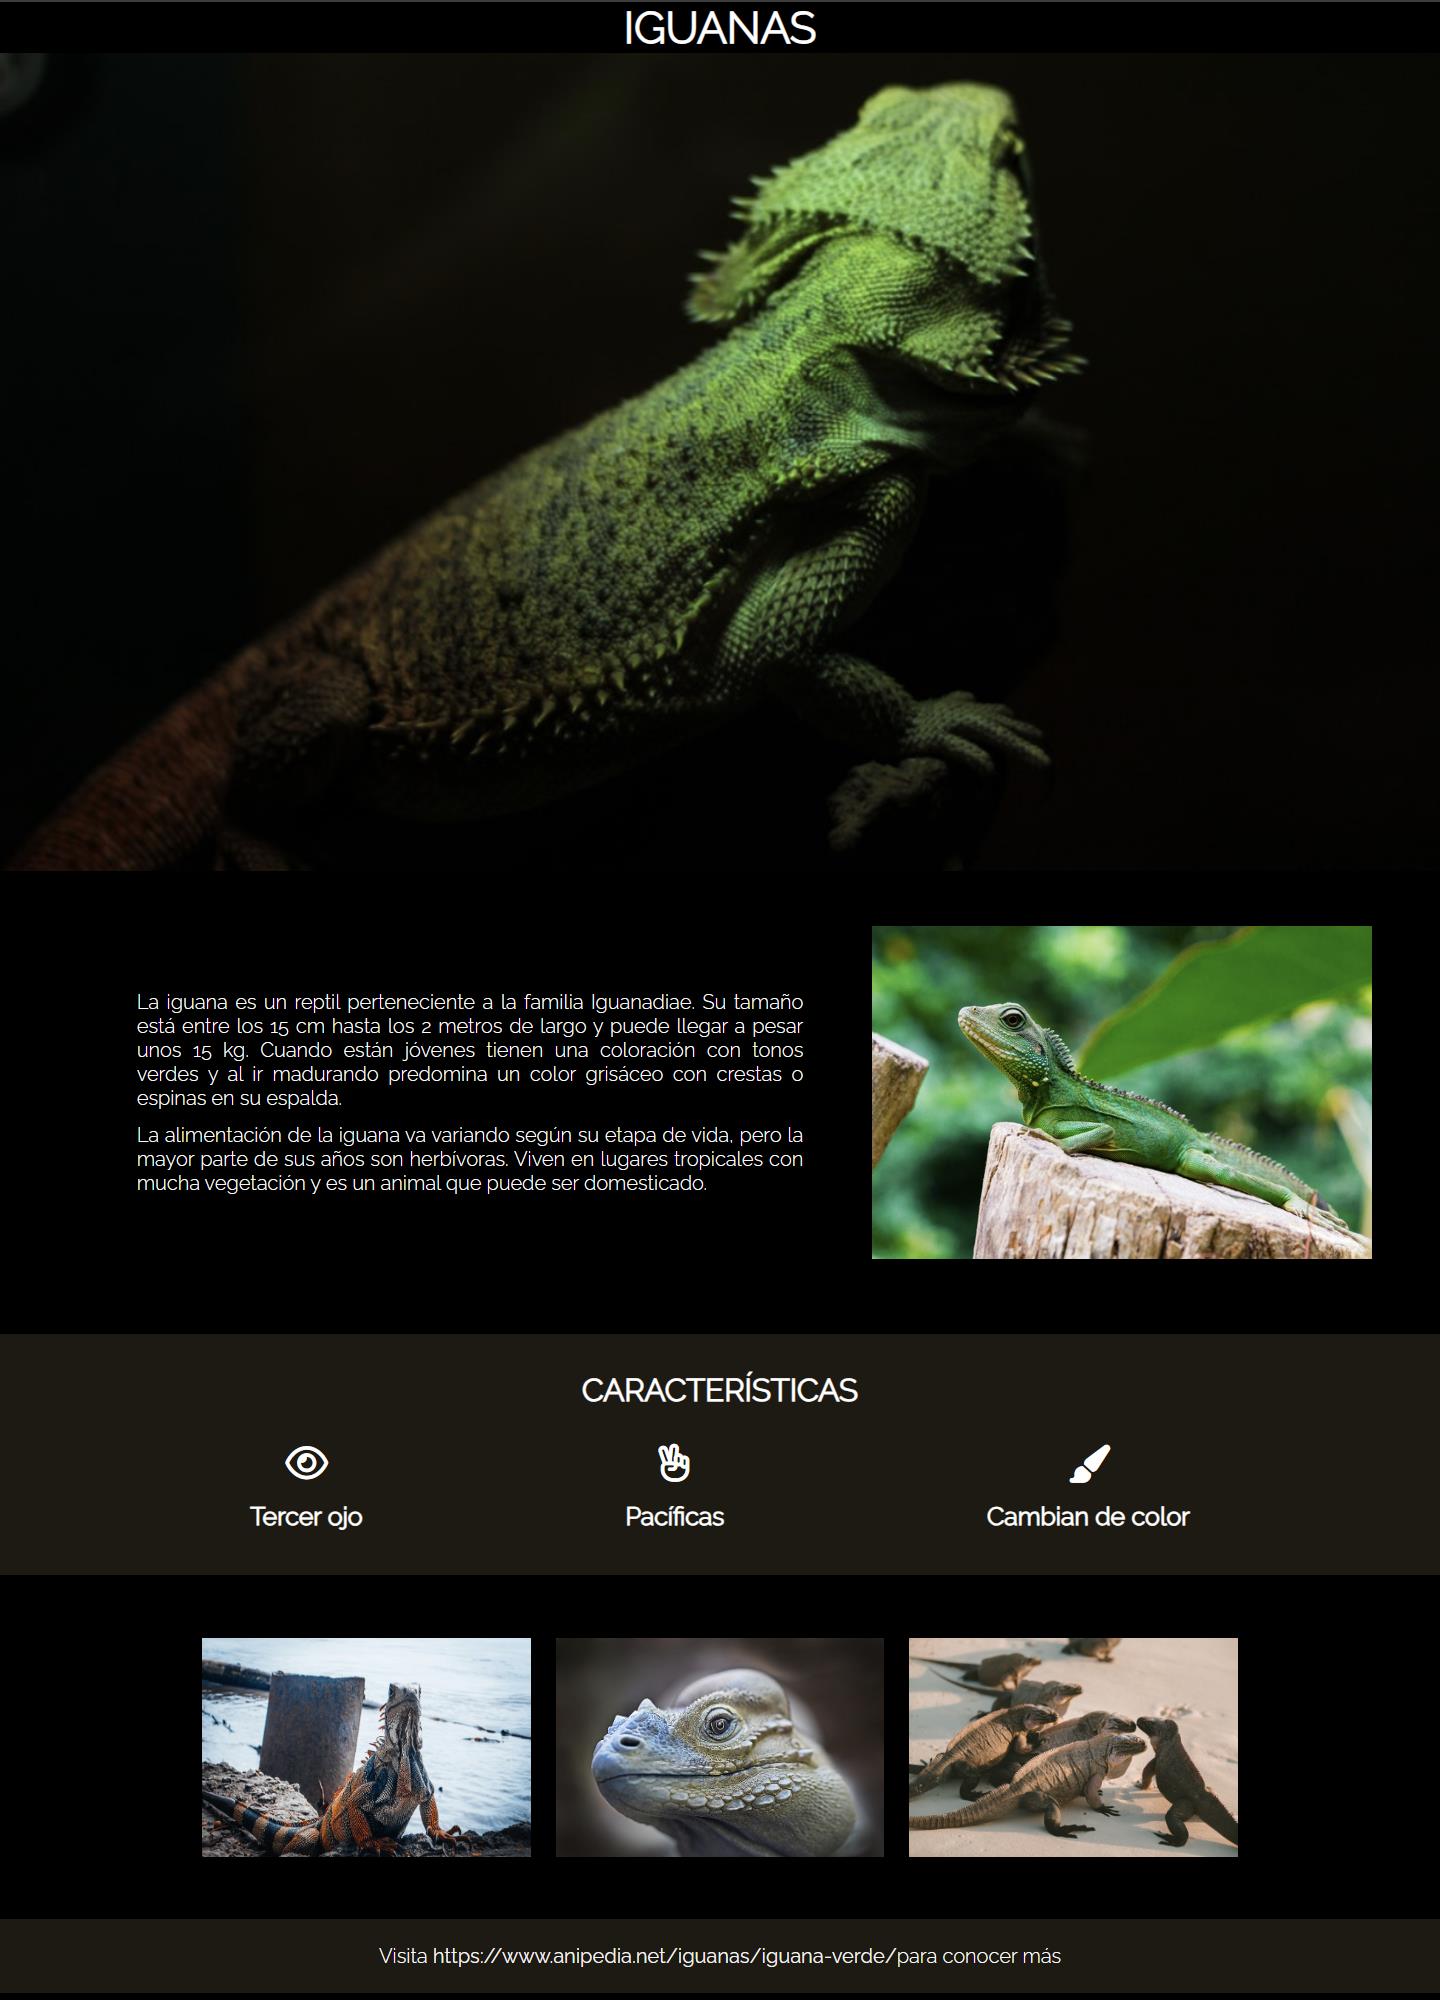 IGUANAS
La iguana es un reptil perteneciente a la familia Iguanadiae. Su tamaño
está entre los 15 cm hasta los 2 metros de largo y puede llegar a pesar
unos 15 kg. Cuando están jóvenes tienen una coloración con tonos
verdes y al ir madurando predomina un color grisáceo con crestas o
espinas en su espalda.
La alimentación de la iguana va variando según su etapa de vida, pero la
mayor parte de sus años son herbívoras. Viven en lugares tropicales con
mucha vegetación y es un animal que puede ser domesticado.
CARACTERÍSTICAS
Tercer ojo
Pacíficas
Cambian de color
Visita https://www.anipedia.net/iguanas/iguana-verde/para conocer más